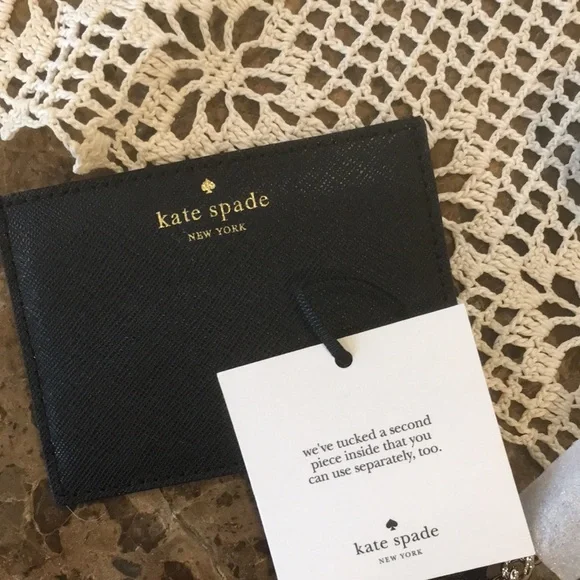 kate spade
NEW YORK
we've tucked a second
piece inside that you
can use separately, too.
kate spade
NEW YORK